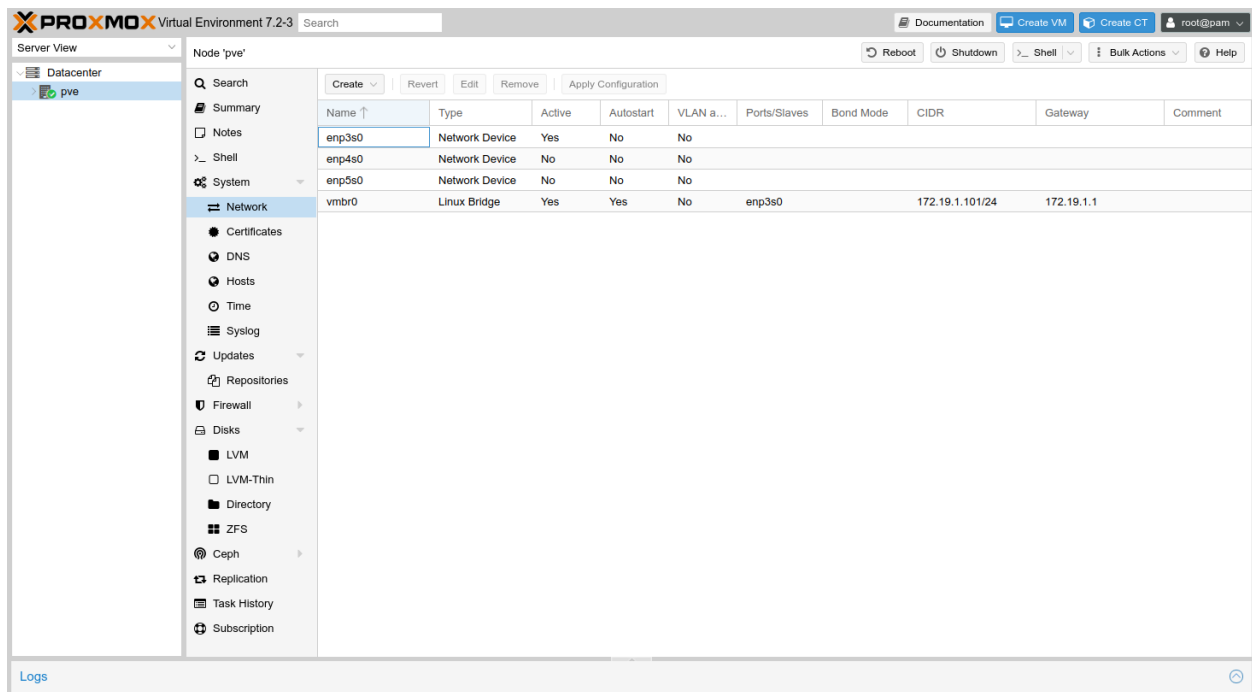 PROXMOX Virtual Environment 7.2-3 Search Documentation Create VM Create CT root@pam
Server View
Datacenter
pve
Node 'pve' Reboot Shutdown >_ Shell Bulk Actions Help
Search
Summary
Notes
>_ Shell
System
Network
Certificates
DNS
Hosts
Time
Syslog
Updates
Repositories
Firewall
Disks
LVM
LVM-Thin
Directory
ZFS
Ceph
Replication
Task History
Subscription
Create Revert Edit Remove Apply Configuration
Name ↑ Type Active Autostart VLAN a... Ports/Slaves Bond Mode CIDR Gateway Comment
enp3s0 Network Device Yes No No
enp4s0 Network Device No No No
enp5s0 Network Device No No No
vmbr0 Linux Bridge Yes Yes No enp3s0 172.19.1.101/24 172.19.1.1
Logs